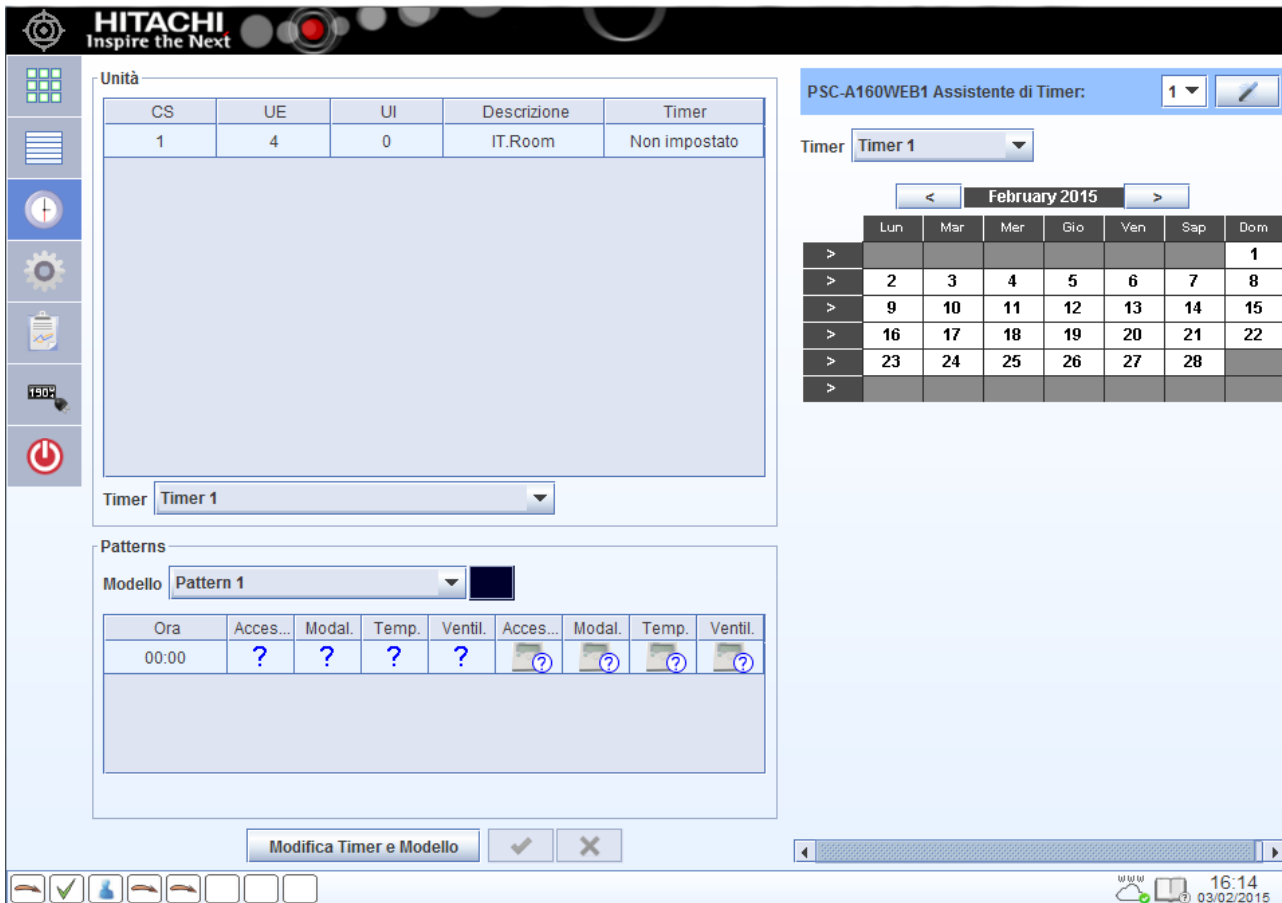 HITACHI
Inspire the Next
Unità
CS UE UI Descrizione Timer
1 4 0 IT.Room Non impostato
Timer Timer 1
Patterns
Modello Pattern 1
Ora Acces... Modal. Temp. Ventil. Acces... Modal. Temp. Ventil.
00:00 ? ? ? ? ? ? ? ?
Modifica Timer e Modello
PSC-A160WEB1 Assistente di Timer: 1
Timer Timer 1
< February 2015 >
Lun Mar Mer Gio Ven Sap Dom
> 1
> 2 3 4 5 6 7 8
> 9 10 11 12 13 14 15
> 16 17 18 19 20 21 22
> 23 24 25 26 27 28
>
190%
www
?
16:14
03/02/2015